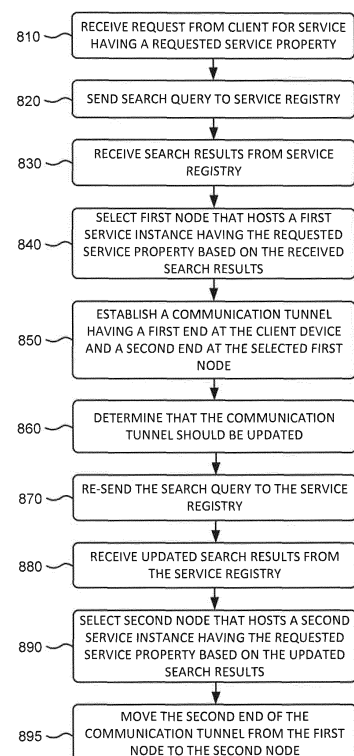 810
RECEIVE REQUEST FROM CLIENT FOR SERVICE
HAVING A REQUESTED SERVICE PROPERTY
820
SEND SEARCH QUERY TO SERVICE REGISTRY
830
RECEIVE SEARCH RESULTS FROM SERVICE
REGISTRY
840
SELECT FIRST NODE THAT HOSTS A FIRST
SERVICE INSTANCE HAVING THE REQUESTED
SERVICE PROPERTY BASED ON THE RECEIVED
SEARCH RESULTS
850
ESTABLISH A COMMUNICATION TUNNEL
HAVING A FIRST END AT THE CLIENT DEVICE
AND A SECOND END AT THE SELECTED FIRST
NODE
860
DETERMINE THAT THE COMMUNICATION
TUNNEL SHOULD BE UPDATED
870
RE-SEND THE SEARCH QUERY TO THE SERVICE
REGISTRY
880
RECEIVE UPDATED SEARCH RESULTS FROM
THE SERVICE REGISTRY
890
SELECT SECOND NODE THAT HOSTS A SECOND
SERVICE INSTANCE HAVING THE REQUESTED
SERVICE PROPERTY BASED ON THE UPDATED
SEARCH RESULTS
895
MOVE THE SECOND END OF THE
COMMUNICATION TUNNEL FROM THE FIRST
NODE TO THE SECOND NODE